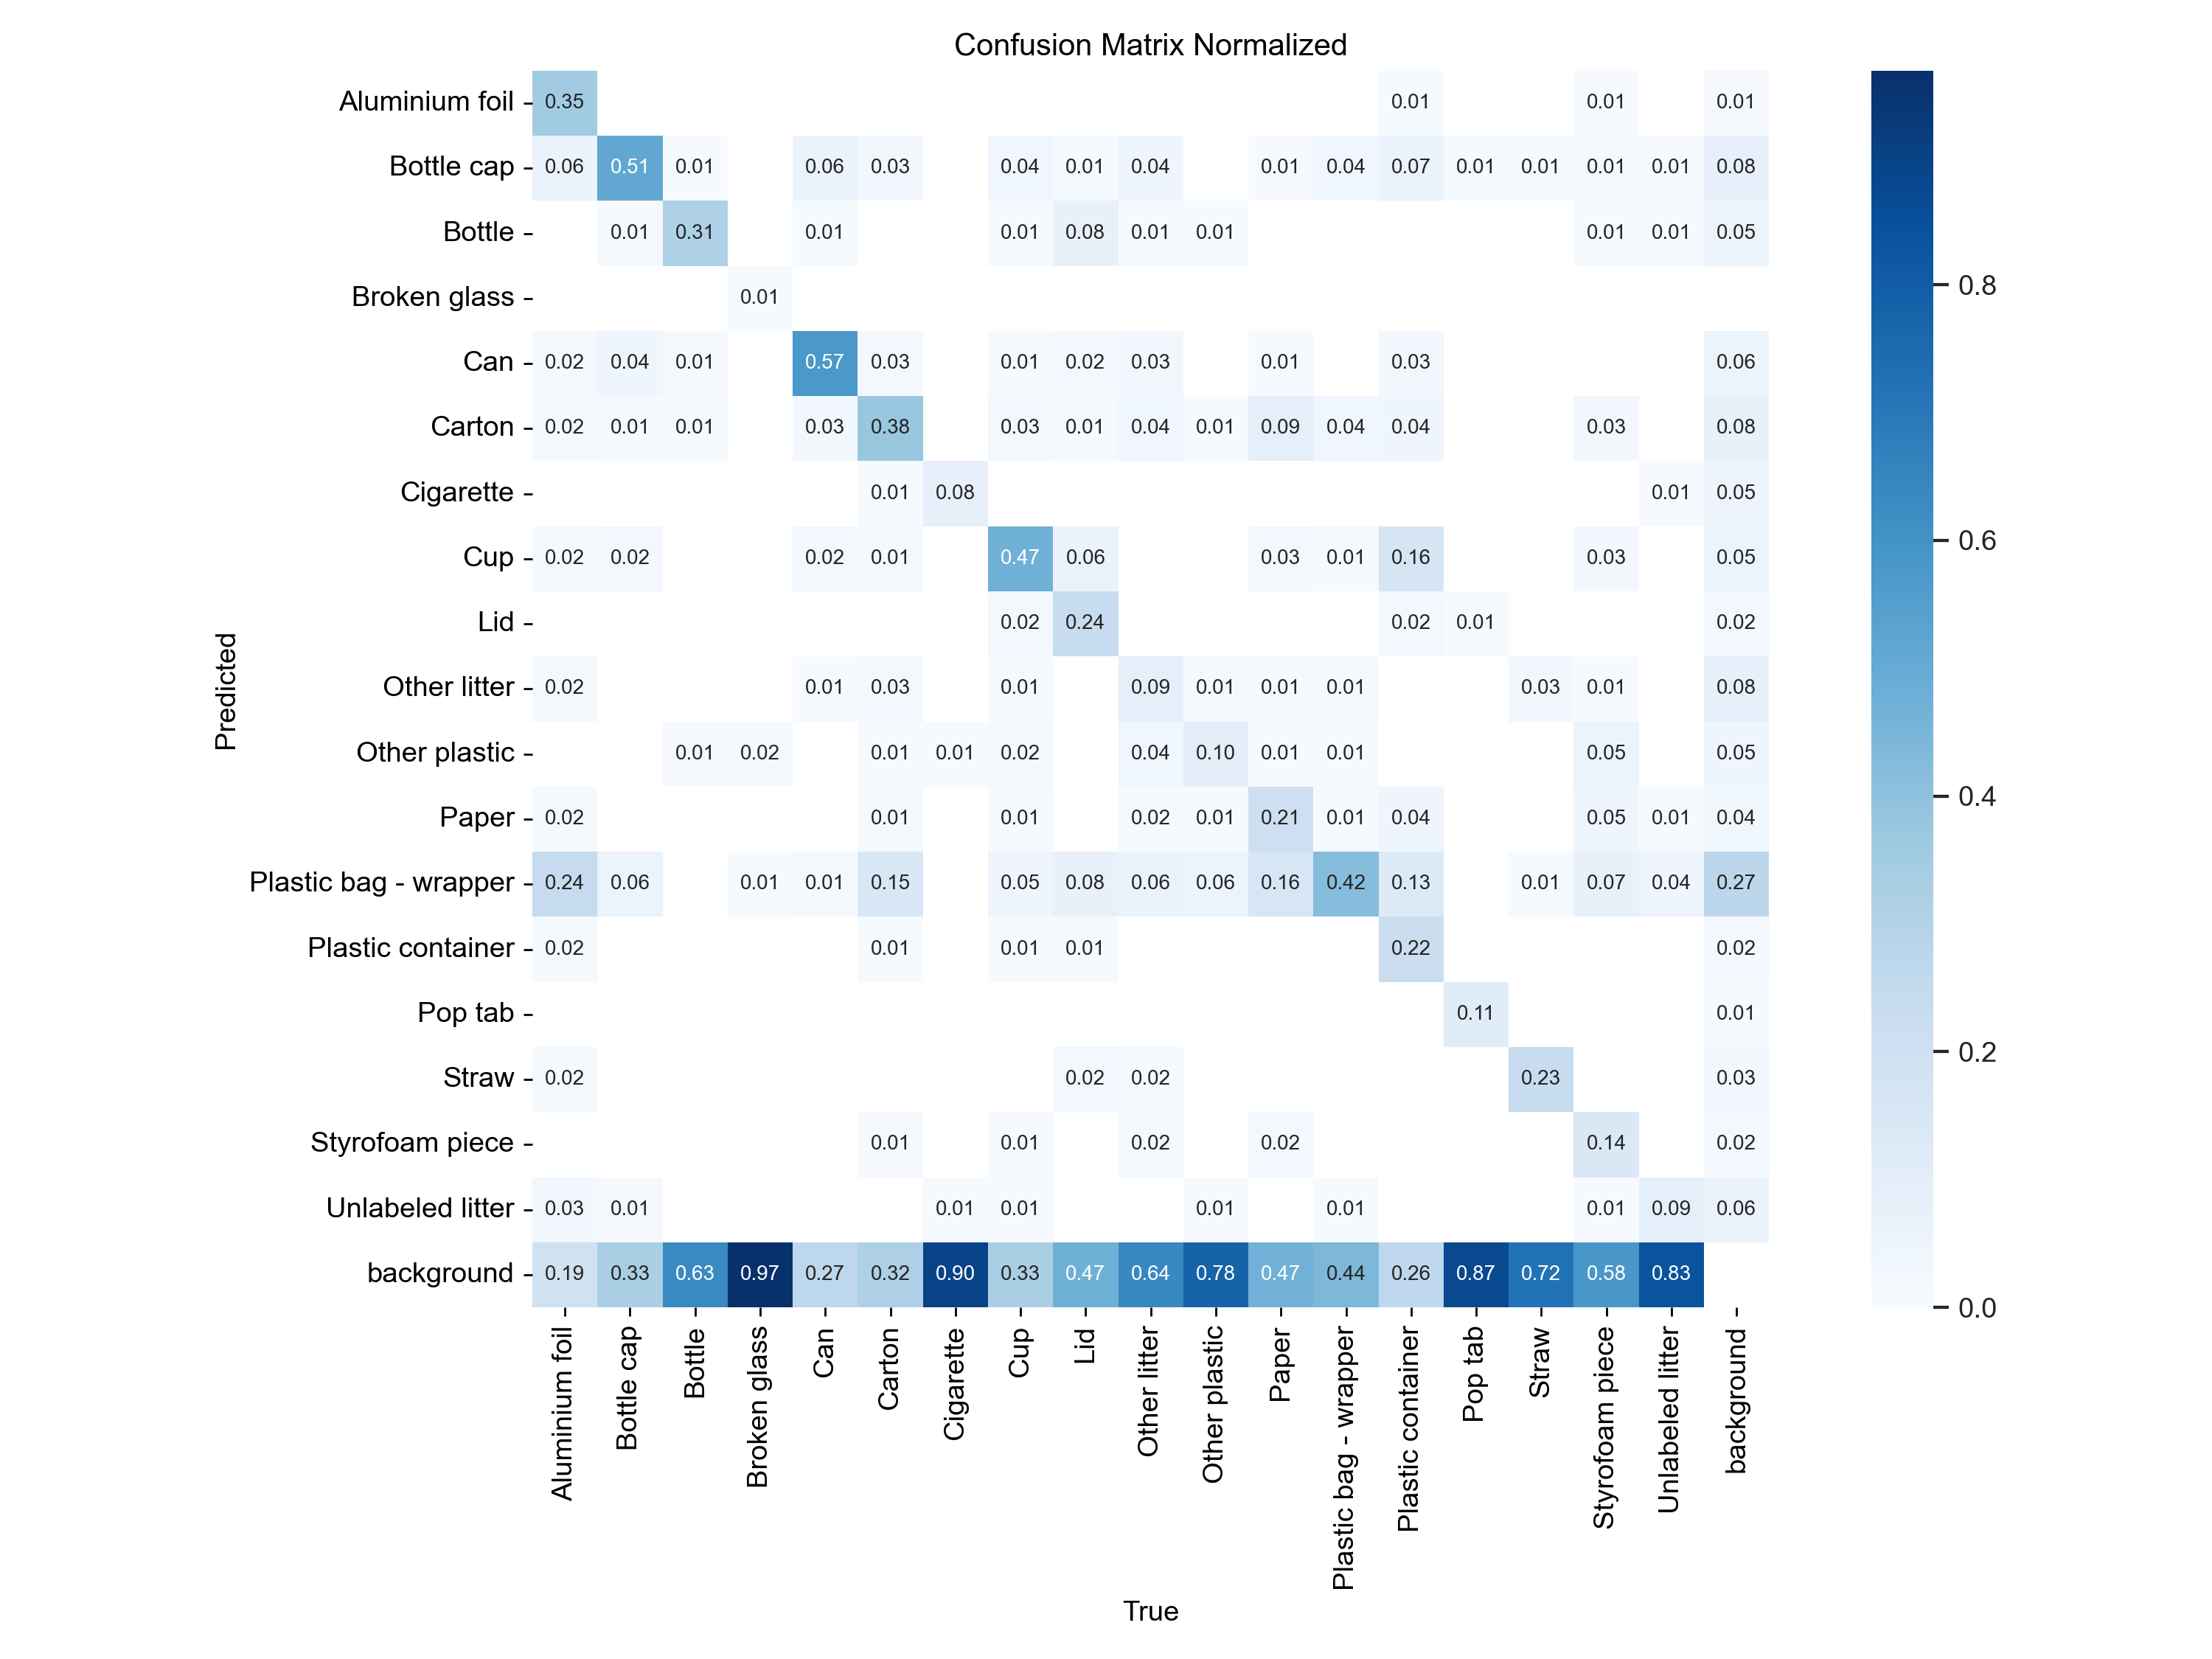 Confusion Matrix Normalized
Aluminium foil 0.35 0.01 0.01 0.01
Bottle cap 0.06 0.51 0.01 0.06 0.03 0.04 0.01 0.04 0.01 0.04 0.07 0.01 0.01 0.01 0.01 0.08
Bottle 0.01 0.31 0.01 0.01 0.08 0.01 0.01 0.01 0.01 0.05
Broken glass 0.01
Can 0.02 0.04 0.01 0.57 0.03 0.01 0.02 0.03 0.01 0.03 0.06
Carton 0.02 0.01 0.01 0.03 0.38 0.03 0.01 0.04 0.01 0.09 0.04 0.04 0.03 0.08
Cigarette 0.01 0.08 0.01 0.05
Cup 0.02 0.02 0.02 0.01 0.47 0.06 0.03 0.01 0.16 0.03 0.05
Lid 0.02 0.24 0.02 0.01 0.02
Other litter 0.02 0.01 0.03 0.01 0.09 0.01 0.01 0.01 0.03 0.01 0.08
Other plastic 0.01 0.02 0.01 0.01 0.02 0.04 0.10 0.01 0.01 0.05 0.05
Paper 0.02 0.01 0.01 0.02 0.01 0.21 0.01 0.04 0.05 0.01 0.04
Plastic bag - wrapper 0.24 0.06 0.01 0.01 0.15 0.05 0.08 0.06 0.06 0.16 0.42 0.13 0.01 0.07 0.04 0.27
Plastic container 0.02 0.01 0.01 0.01 0.22 0.02
Pop tab 0.11 0.01
Straw 0.02 0.02 0.02 0.23 0.03
Styrofoam piece 0.01 0.01 0.02 0.02 0.14 0.02
Unlabeled litter 0.03 0.01 0.01 0.01 0.01 0.01 0.01 0.09 0.06
background 0.19 0.33 0.63 0.97 0.27 0.32 0.90 0.33 0.47 0.64 0.78 0.47 0.44 0.26 0.87 0.72 0.58 0.83
Predicted
Aluminium foil
Bottle cap
Bottle
Broken glass
Can
Carton
Cigarette
Cup
Lid
Other litter
Other plastic
Paper
Plastic bag - wrapper
Plastic container
Pop tab
Straw
Styrofoam piece
Unlabeled litter
background
True
0.8
0.6
0.4
0.2
0.0